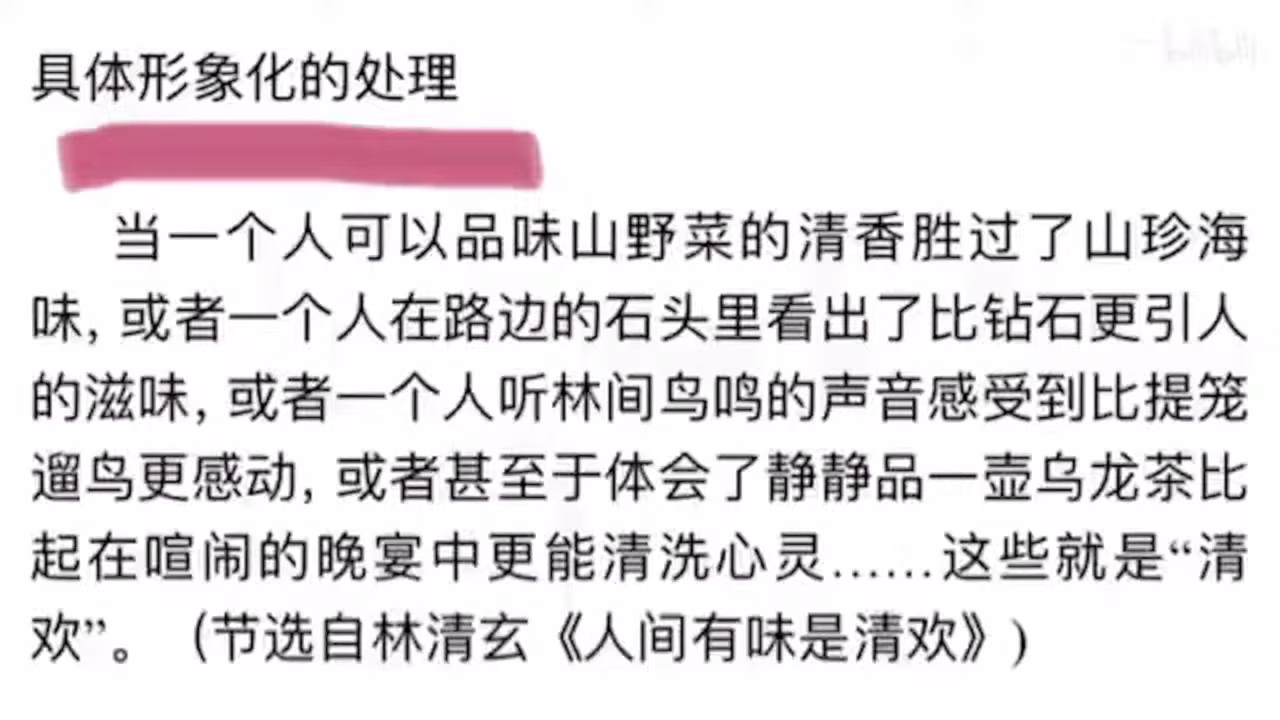 具体形象化的处理
当一个人可以品味山野菜的清香胜过了山珍海
味, 或者一个人在路边的石头里看出了比钻石更引人
的滋味, 或者一个人听林间鸟鸣的声音感受到比提笼
遛鸟更感动, 或者甚至于体会了静静品一壶乌龙茶比
起在喧闹的晚宴中更能清洗心灵……这些就是“清
欢”。（节选自林清玄《人间有味是清欢》)